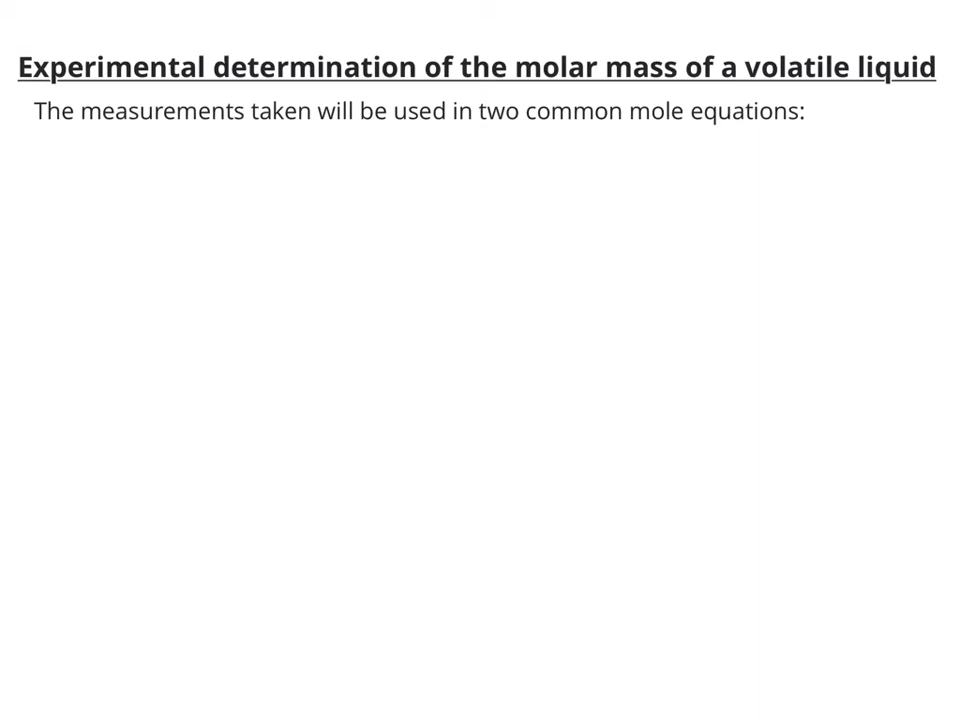 Experimental determination of the molar mass of a volatile liquid
The measurements taken will be used in two common mole equations: